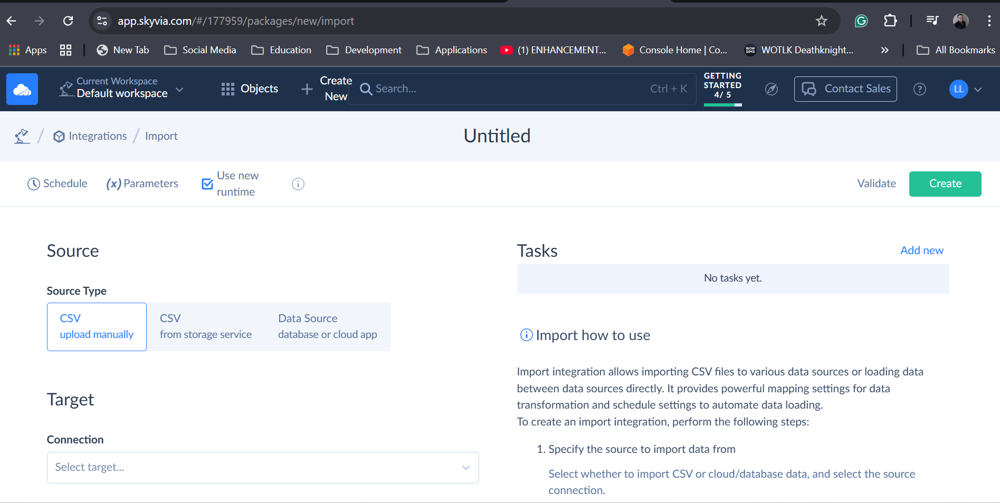 app.skyvia.com/#/177959/packages/new/import
Apps
New Tab
Social Media
Education
Development
Applications
(1) ENHANCEMENT...
Console Home | Co...
WOW SIMS
WOTLK Deathknight...
All Bookmarks
Current Workspace
Default workspace
Objects
Create
New
Search...
Ctrl + K
GETTING
STARTED
4/ 5
Contact Sales
LL
Integrations / Import
Untitled
Schedule
(x) Parameters
Use new
runtime
Validate
Create
Source
Source Type
CSV
upload manually
CSV
from storage service
Data Source
database or cloud app
Target
Connection
Select target...
Tasks
Add new
No tasks yet.
Import how to use
Import integration allows importing CSV files to various data sources or loading data
between data sources directly. It provides powerful mapping settings for data
transformation and schedule settings to automate data loading.
To create an import integration, perform the following steps:
1. Specify the source to import data from
Select whether to import CSV or cloud/database data, and select the source
connection.